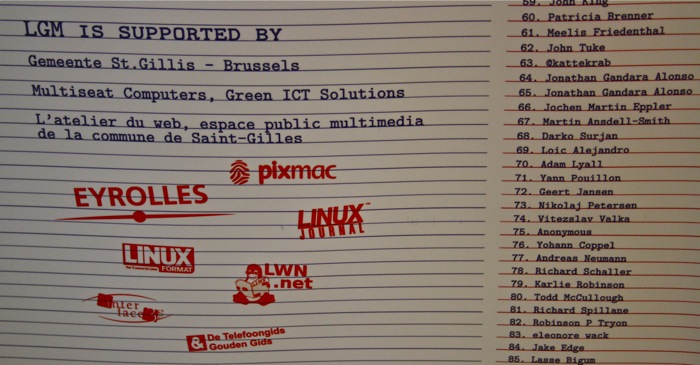 LGM IS SUPPORTED BY
Gemeente St.Gillis - Brussels
Multiseat Computers, Green ICT Solutions
L'atelier du web, espace public multimedia
de la commune de Saint-Gilles
pixmac
EYROLLES
LINUX
JOURNAL
™
LINUX
FORMAT
LWN
.net
inter
lace
& De Telefoongids
Gouden Gids
59. John King
60. Patricia Brenner
61. Meelis Friedenthal
62. John Tuke
63. @kattekrab
64. Jonathan Gandara Alonso
65. Jonathan Gandara Alonso
66. Jochen Martin Eppler
67. Martin Ansdell-Smith
68. Darko Surjan
69. Loic Alejandro
70. Adam Lyall
71. Yann Pouillon
72. Geert Jansen
73. Nikolaj Petersen
74. Vitezslav Valka
75. Anonymous
76. Yohann Coppel
77. Andreas Neumann
78. Richard Schaller
79. Karlie Robinson
80. Todd McCullough
81. Richard Spillane
82. Robinson P Tryon
83. eleonore wack
84. Jake Edge
85. Lasse Bigum